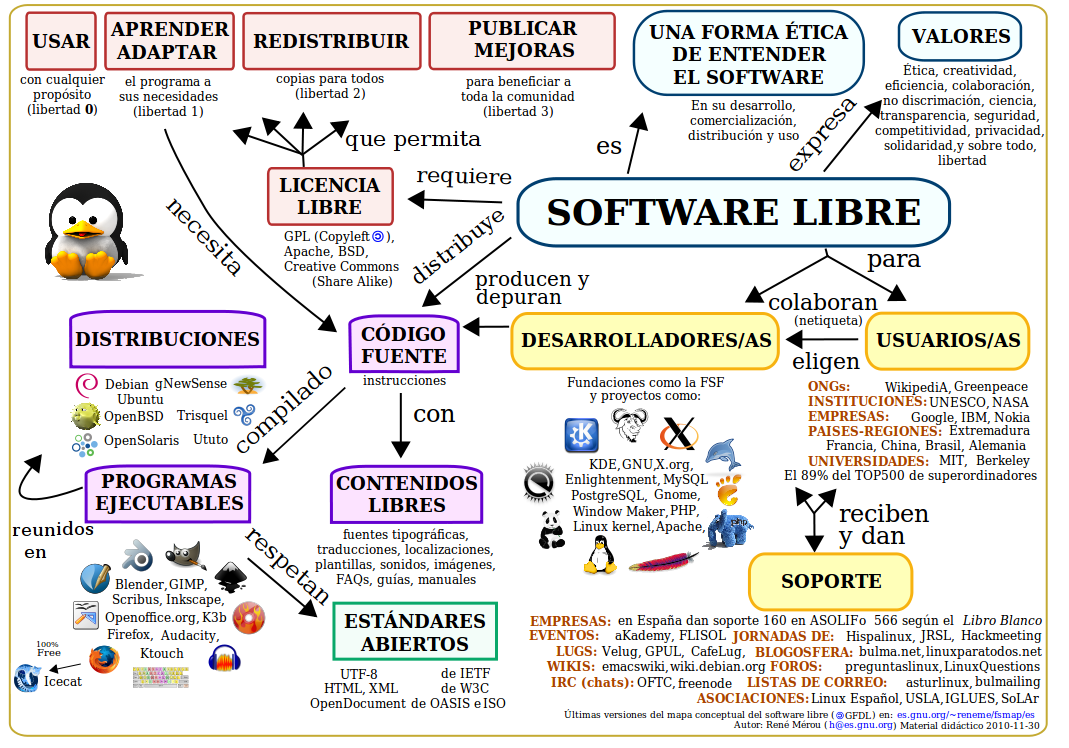 USAR
con cualquier
propósito
(libertad 0)
APRENDER
ADAPTAR
el programa a
sus necesidades
(libertad 1)
REDISTRIBUIR
copias para todos
(libertad 2)
PUBLICAR
MEJORAS
para beneficiar a
toda la comunidad
(libertad 3)
UNA FORMA ÉTICA
DE ENTENDER
EL SOFTWARE
En su desarrollo,
comercialización,
distribución y uso
VALORES
Ética, creatividad,
eficiencia, colaboración,
no discrimación, ciencia,
transparencia, seguridad,
competitividad, privacidad,
solidaridad,y sobre todo,
libertad
que permita
es
expresa
LICENCIA
LIBRE
GPL (Copyleft ),
Apache, BSD,
Creative Commons
(Share Alike)
requiere
SOFTWARE LIBRE
necesita
distribuye
para
producen y
depuran
colaboran
(netiqueta)
eligen
DISTRIBUCIONES
Debian gNewSense
Ubuntu
OpenBSD Trisquel
OpenSolaris Ututo
CÓDIGO
FUENTE
instrucciones
DESARROLLADORES/AS
Fundaciones como la FSF
y proyectos como:
KDE, GNU, X.org,
Enlightenment, MySQL
PostgreSQL, Gnome,
Window Maker, PHP,
Linux kernel, Apache,
php
USUARIOS/AS
ONGs: WikipediA, Greenpeace
INSTITUCIONES: UNESCO, NASA
EMPRESAS: Google, IBM, Nokia
PAISES-REGIONES: Extremadura
Francia, China, Brasil, Alemania
UNIVERSIDADES: MIT, Berkeley
El 89% del TOP500 de superordinadores
compilado
con
PROGRAMAS
EJECUTABLES
reunidos
en
Blender, GIMP,
Scribus, Inkscape,
Openoffice.org, K3b
Firefox, Audacity,
Ktouch
100%
Free
Icecat
CONTENIDOS
LIBRES
fuentes tipográficas,
traducciones, localizaciones,
plantillas, sonidos, imágenes,
FAQs, guías, manuales
respetan
ESTÁNDARES
ABIERTOS
UTF-8 de IETF
HTML, XML de W3C
OpenDocument de OASIS e ISO
reciben
y dan
SOPORTE
EMPRESAS: en España dan soporte 160 en ASOLIFo 566 según el Libro Blanco
EVENTOS: aKademy, FLISOL JORNADAS DE: Hispalinux, JRSL, Hackmeeting
LUGS: Velug, GPUL, CafeLug, BLOGOSFERA: bulma.net, linuxparatodos.net
WIKIS: emacswiki, wiki.debian.org FOROS: preguntaslinux, LinuxQuestions
IRC (chats): OFTC, freenode LISTAS DE CORREO: asturlinux, bulmailing
ASOCIACIONES: Linux Español, USLA, IGLUES, SoLAr
Últimas versiones del mapa conceptual del software libre ( GFDL) en: es.gnu.org/~reneme/fsmap/es
Autor: René Mérou (h@es.gnu.org) Material didáctico 2010-11-30